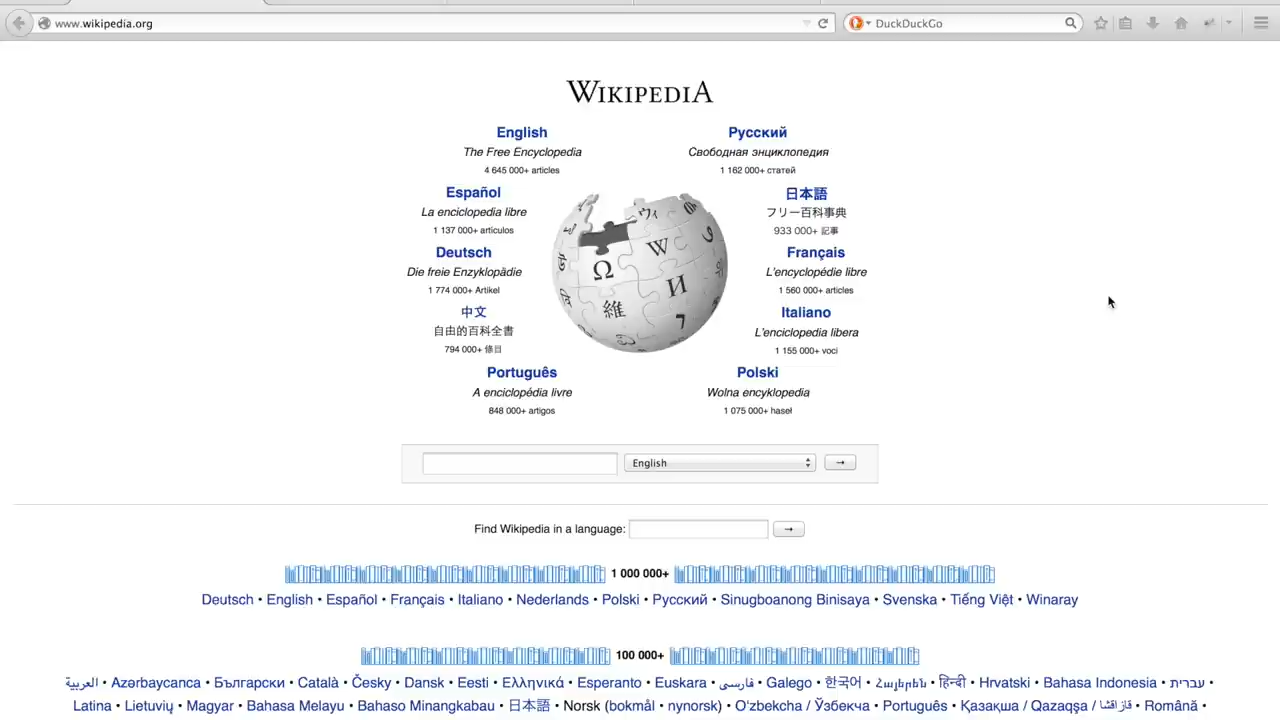 www.wikipedia.org
DuckDuckGo
WIKIPEDIA
English
The Free Encyclopedia
4 645 000+ articles
Русский
Свободная энциклопедия
1 162 000+ статей
Español
La enciclopedia libre
1 137 000+ artículos
日本語
フリー百科事典
933 000+ 記事
Deutsch
Die freie Enzyklopädie
1 774 000+ Artikel
Français
L'encyclopédie libre
1 560 000+ articles
中文
自由的百科全書
794 000+ 條目
Italiano
L'enciclopedia libera
1 155 000+ voci
Português
A enciclopédia livre
848 000+ artigos
Polski
Wolna encyklopedia
1 075 000+ haseł
Ω W И 維 ウィ
English →
Find Wikipedia in a language: →
1 000 000+
Deutsch • English • Español • Français • Italiano • Nederlands • Polski • Русский • Sinugboanong Binisaya • Svenska • Tiếng Việt • Winaray
100 000+
العربية • Azərbaycanca • Български • Català • Česky • Dansk • Eesti • Ελληνικά • Esperanto • Euskara • فارسی • Galego • 한국어 • Հայերեն • हिन्दी • Hrvatski • Bahasa Indonesia • עברית •
Latina • Lietuvių • Magyar • Bahasa Melayu • Bahaso Minangkabau • 日本語 • Norsk (bokmål • nynorsk) • O'zbekcha / Ўзбекча • Português • Қазақша / Qazaqşa / قازاقشا • Română •